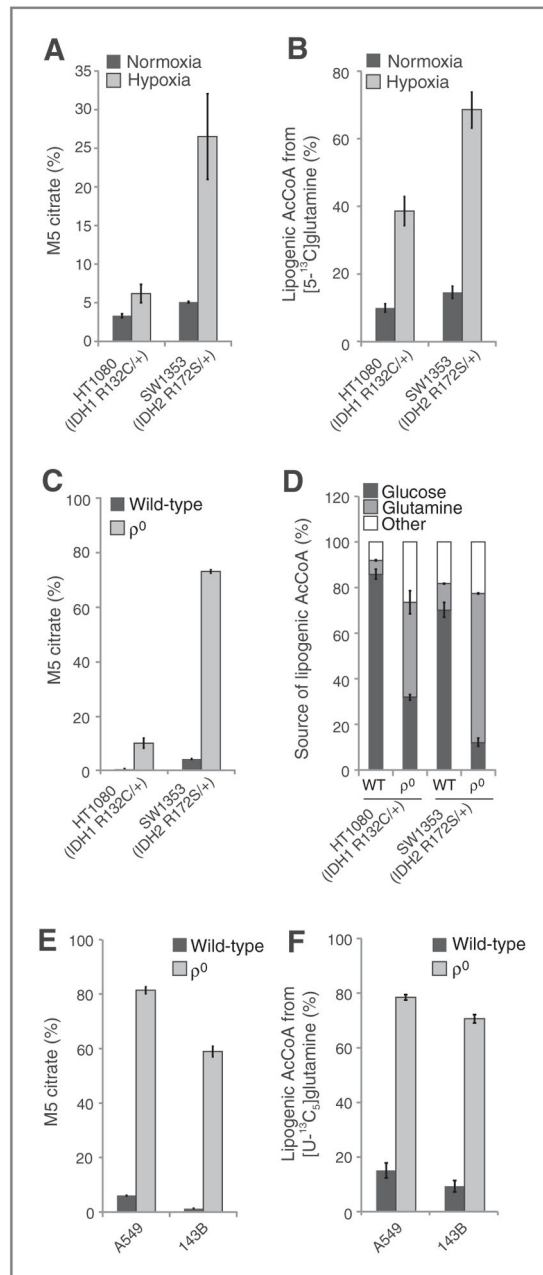 A
Normoxia
Hypoxia
M5 citrate (%)
35
30
25
20
15
10
5
0
HT1080
(IDH1 R132C/+)
SW1353
(IDH2 R172S/+)
B
Normoxia
Hypoxia
Lipogenic AcCoA from
[5-¹³C]glutamine (%)
80
60
40
20
0
HT1080
(IDH1 R132C/+)
SW1353
(IDH2 R172S/+)
C
Wild-type
ρ⁰
M5 citrate (%)
100
80
60
40
20
0
HT1080
(IDH1 R132C/+)
SW1353
(IDH2 R172S/+)
D
Glucose
Glutamine
Other
Source of lipogenic AcCoA (%)
120
100
80
60
40
20
0
WT ρ⁰ WT ρ⁰
HT1080
(IDH1 R132C/+)
SW1353
(IDH2 R172S/+)
E
Wild-type
ρ⁰
M5 citrate (%)
100
80
60
40
20
0
A549
143B
F
Wild-type
ρ⁰
Lipogenic AcCoA from
[U-¹³C₅]glutamine (%)
100
80
60
40
20
0
A549
143B